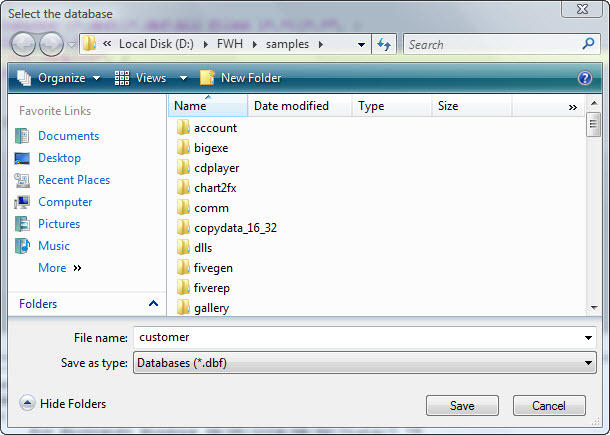 Select the database
Local Disk (D:) FWH samples Search
Organize Views New Folder
Favorite Links
Documents
Desktop
Recent Places
Computer
Pictures
Music
More »
Folders
Name Date modified Type Size »
account
bigexe
cdplayer
chart2fx
comm
copydata_16_32
dlls
fivegen
fiverep
gallery
File name: customer
Save as type: Databases (*.dbf)
Hide Folders Save Cancel